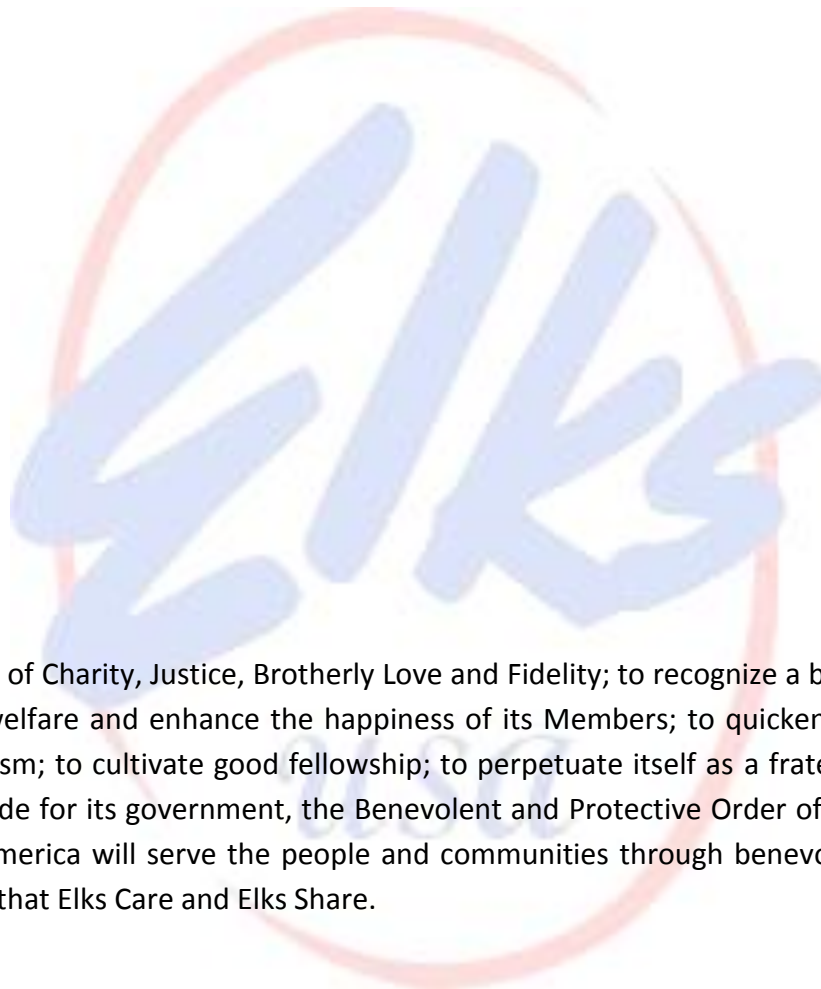 Elks
of Charity, Justice, Brotherly Love and Fidelity; to recognize a b
welfare and enhance the happiness of its Members; to quicken
sm; to cultivate good fellowship; to perpetuate itself as a frate
de for its government, the Benevolent and Protective Order of
merica will serve the people and communities through benevo
that Elks Care and Elks Share.
usa